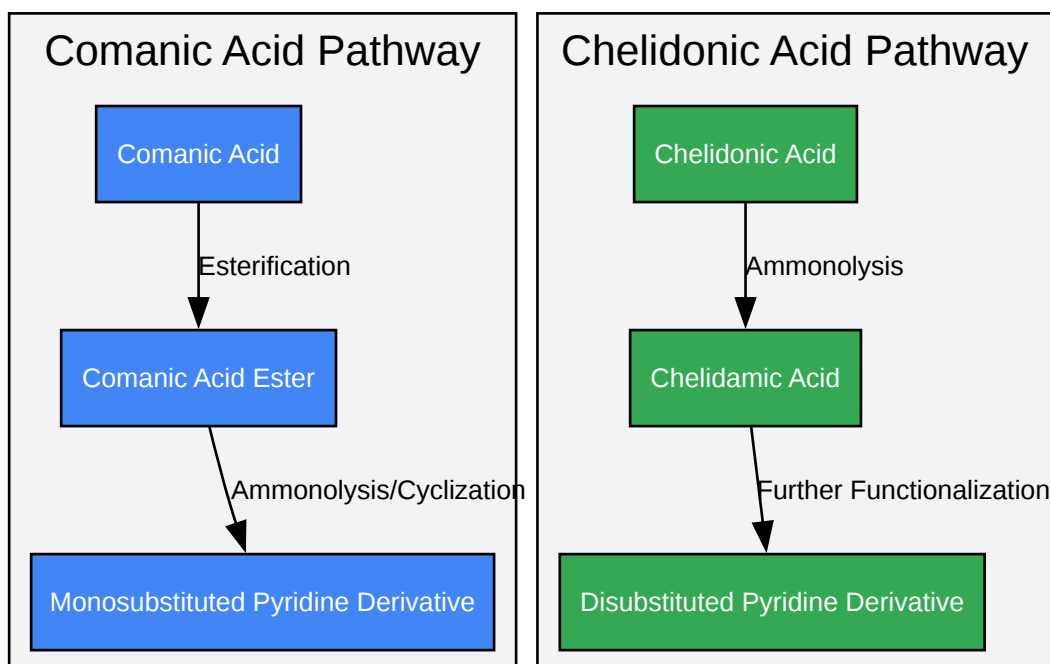 Comanic Acid Pathway
Comanic Acid
Esterification
Comanic Acid Ester
Ammonolysis/Cyclization
Monosubstituted Pyridine Derivative
Chelidonic Acid Pathway
Chelidonic Acid
Ammonolysis
Chelidamic Acid
Further Functionalization
Disubstituted Pyridine Derivative